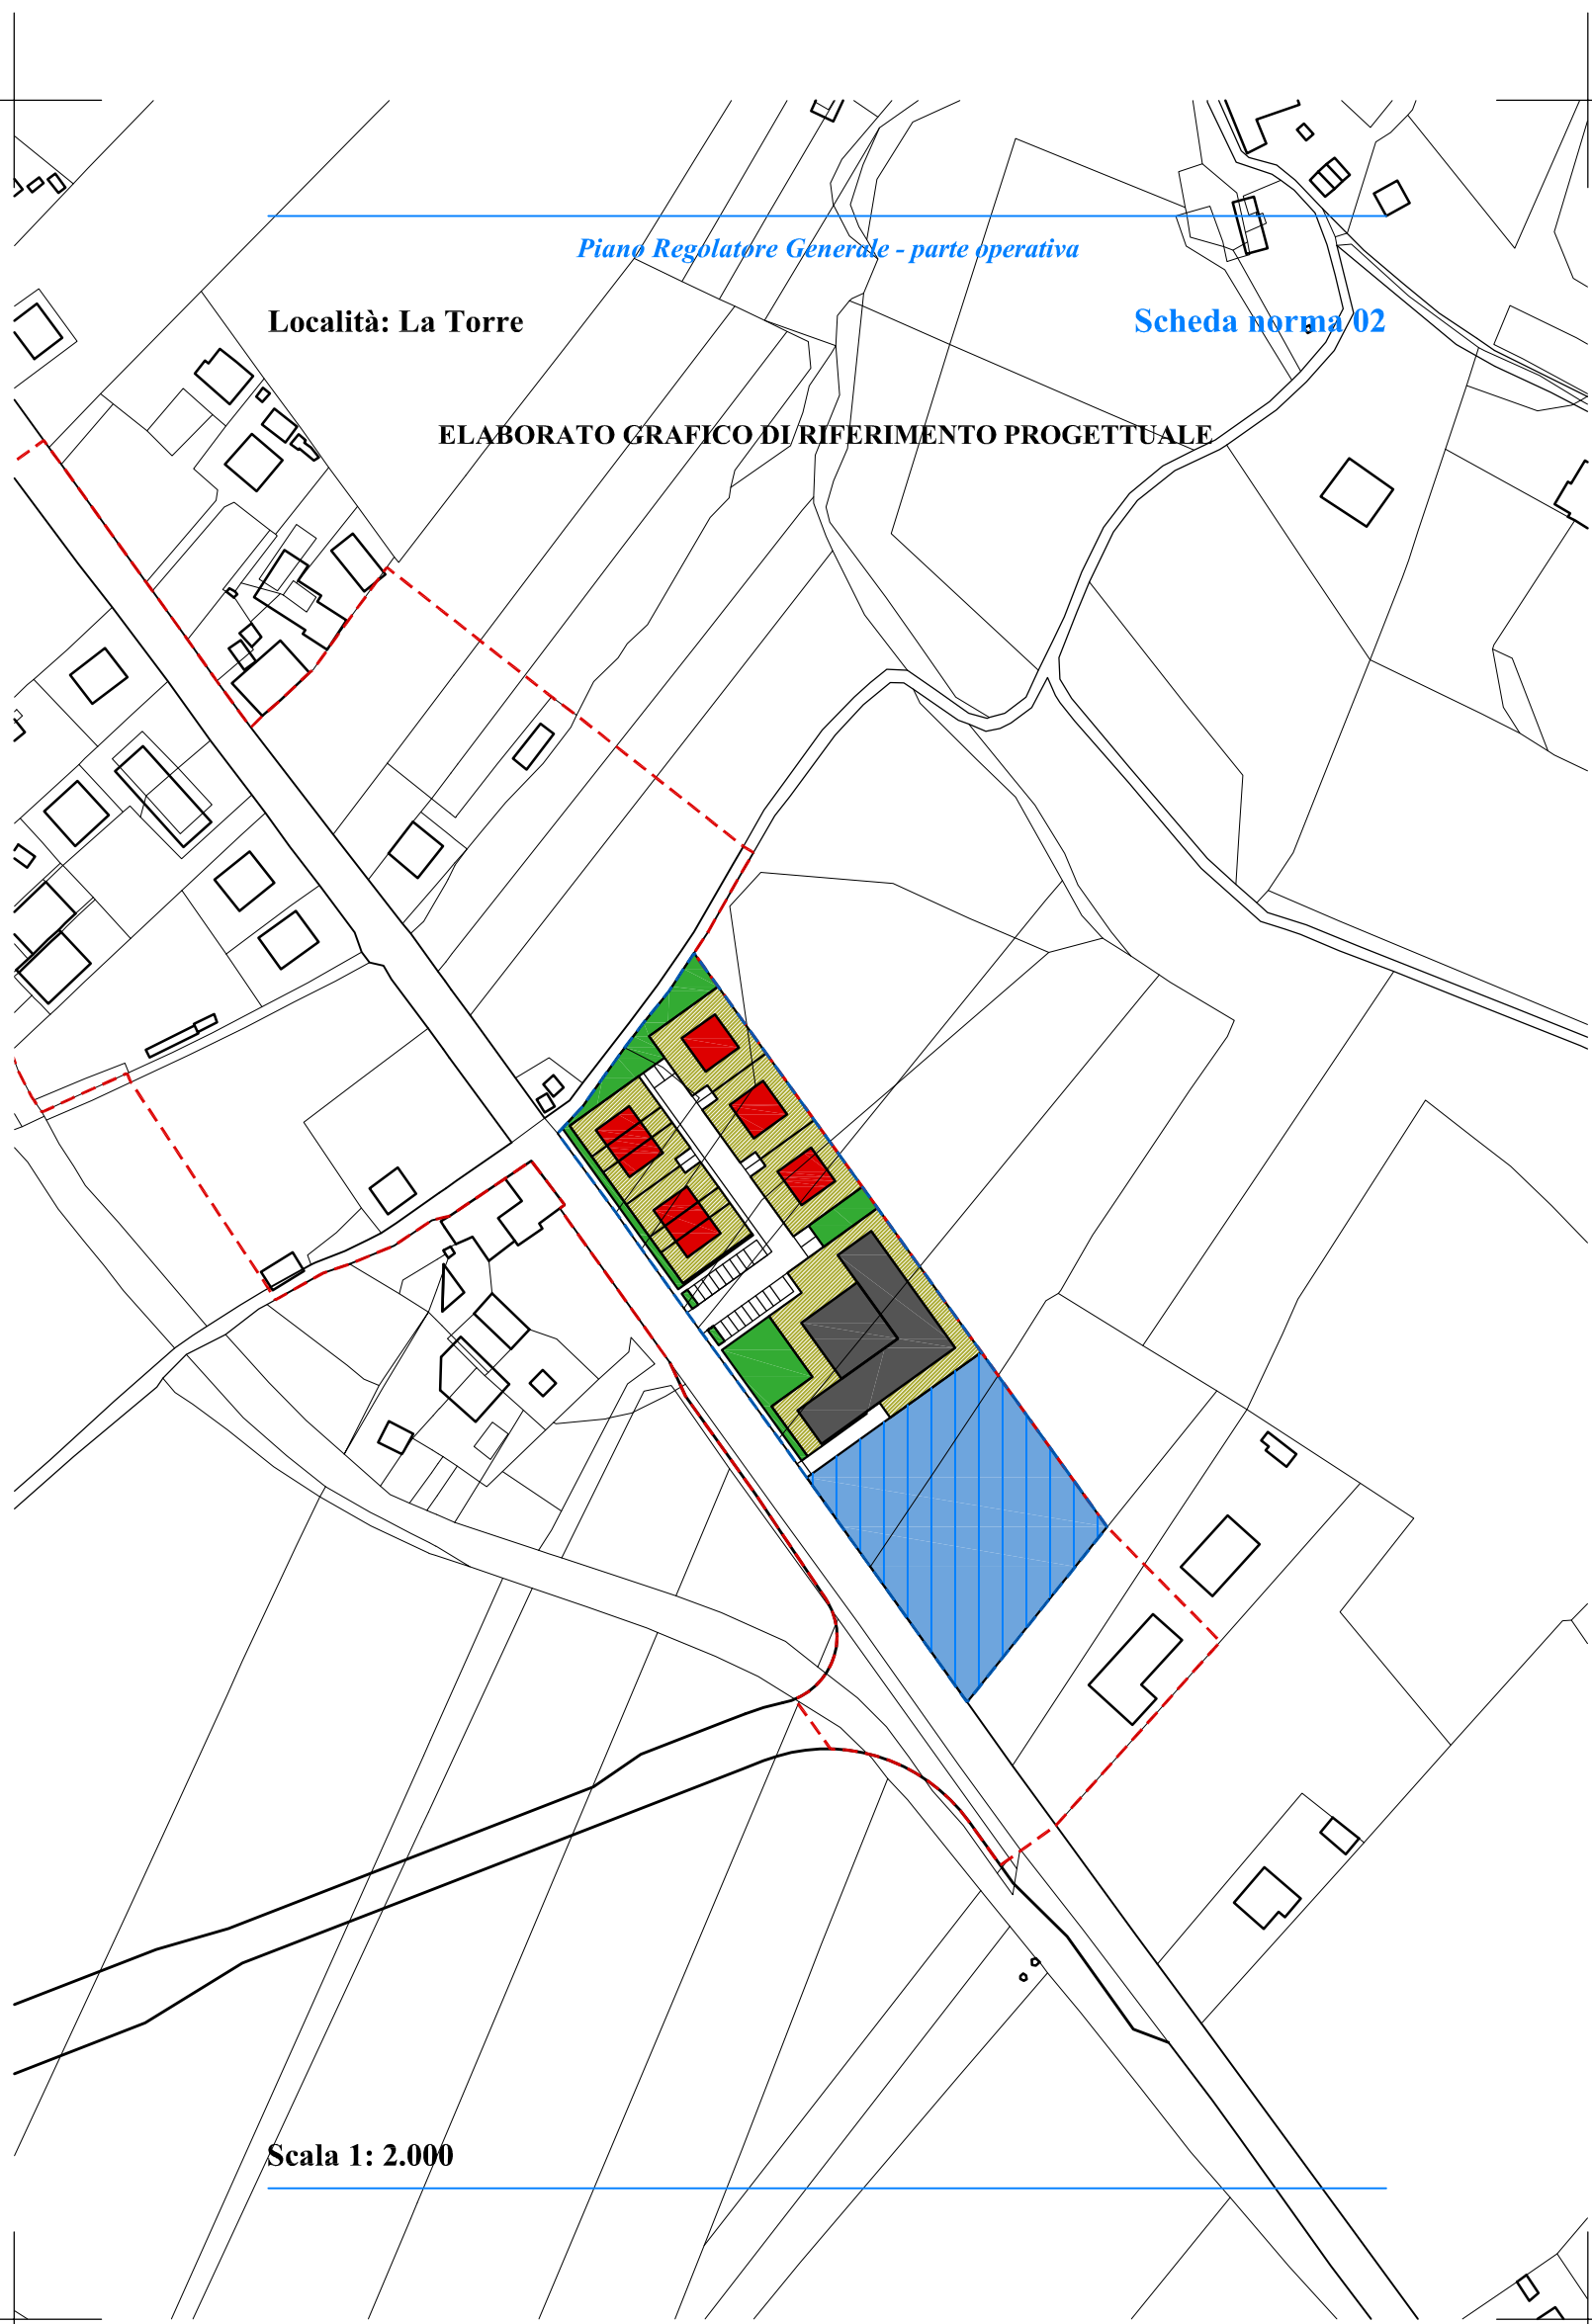 Piano Regolatore Generale - parte operativa
Località: La Torre
Scheda norma 02
ELABORATO GRAFICO DI RIFERIMENTO PROGETTUALE
Scala 1: 2.000